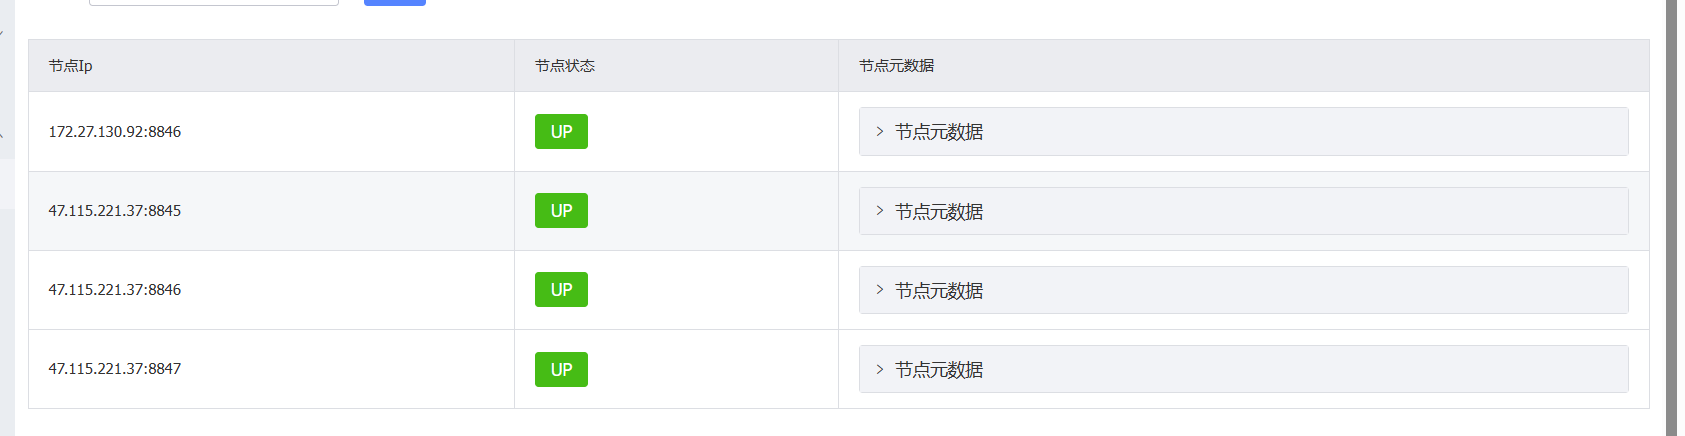 节点Ip 节点状态 节点元数据
172.27.130.92:8846 UP 节点元数据
47.115.221.37:8845 UP 节点元数据
47.115.221.37:8846 UP 节点元数据
47.115.221.37:8847 UP 节点元数据